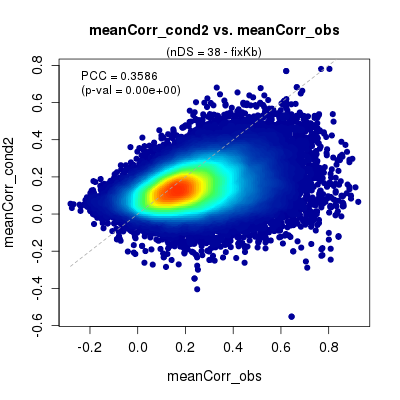 meanCorr_cond2 vs. meanCorr_obs
(nDS = 38 - fixKb)
PCC = 0.3586
(p-val = 0.00e+00)
meanCorr_cond2
0.8
0.6
0.4
0.2
0.0
-0.2
-0.4
-0.6
-0.2
0.0
0.2
0.4
0.6
0.8
meanCorr_obs